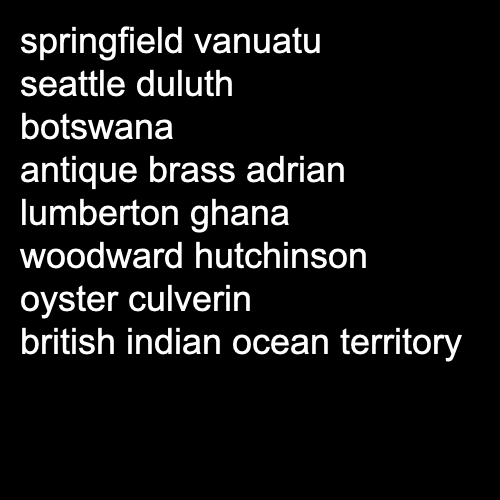 springfield vanuatu
seattle duluth
botswana
antique brass adrian
lumberton ghana
woodward hutchinson
oyster culverin
british indian ocean territory